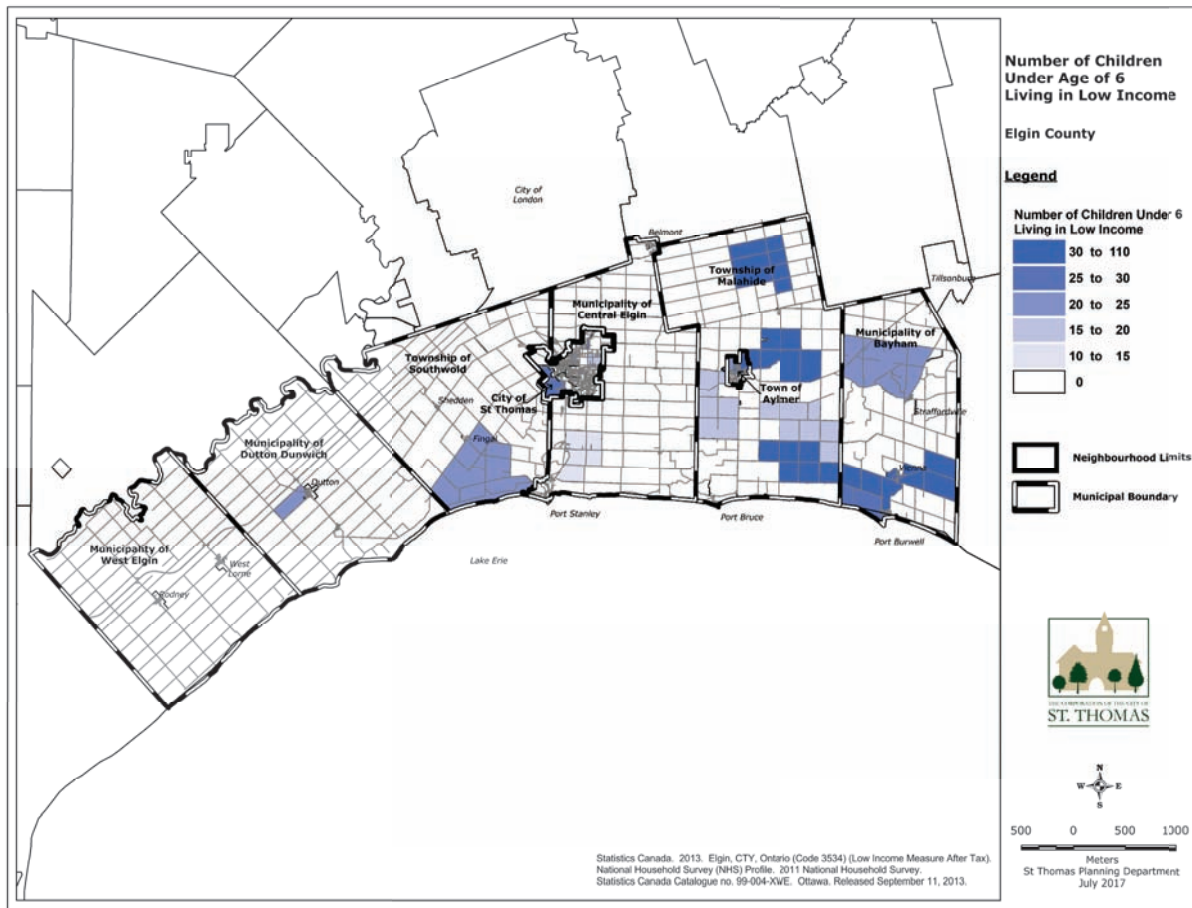 Number of Children
Under Age of 6
Living in Low Income
Elgin County
Legend
Number of Children Under 6
Living in Low Income
30 to 110
25 to 30
20 to 25
15 to 20
10 to 15
0
Neighbourhood Limits
Municipal Boundary
City of
London
Belmont
Township of
Malahide
Tillsonburg
Municipality of
Central Elgin
Municipality of
Bayham
Township of
Southwold
City of
St Thomas
Town of
Aylmer
Shedden
Straffordville
Fingal
Municipality of
Dutton Dunwich
Vienna
Dutton
Port Stanley
Port Bruce
Port Burwell
Municipality of
West Elgin
West
Lorne
Lake Erie
Rodney
THE CORPORATION OF THE CITY OF
ST. THOMAS
N
W E
S
500 0 500 1000
Meters
St Thomas Planning Department
July 2017
Statistics Canada. 2013. Elgin, CTY, Ontario (Code 3534) (Low Income Measure After Tax).
National Household Survey (NHS) Profile. 2011 National Household Survey.
Statistics Canada Catalogue no. 99-004-XWE. Ottawa. Released September 11, 2013.